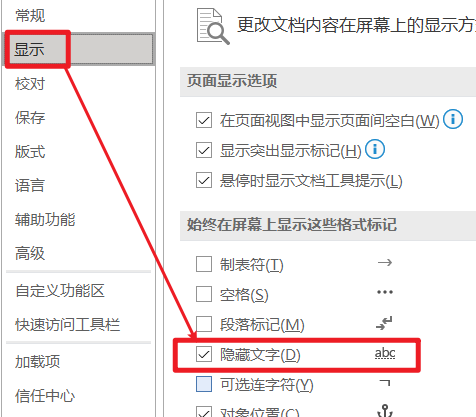 常规
显示
校对
保存
版式
语言
辅助功能
高级
自定义功能区
快速访问工具栏
加载项
信任中心
更改文档内容在屏幕上的显示方
页面显示选项
在页面视图中显示页面间空白(W)
显示突出显示标记(H)
悬停时显示文档工具提示(L)
始终在屏幕上显示这些格式标记
制表符(T)
空格(S)
段落标记(M)
隐藏文字(D) abc
可选连字符(Y)
对象位置(C)